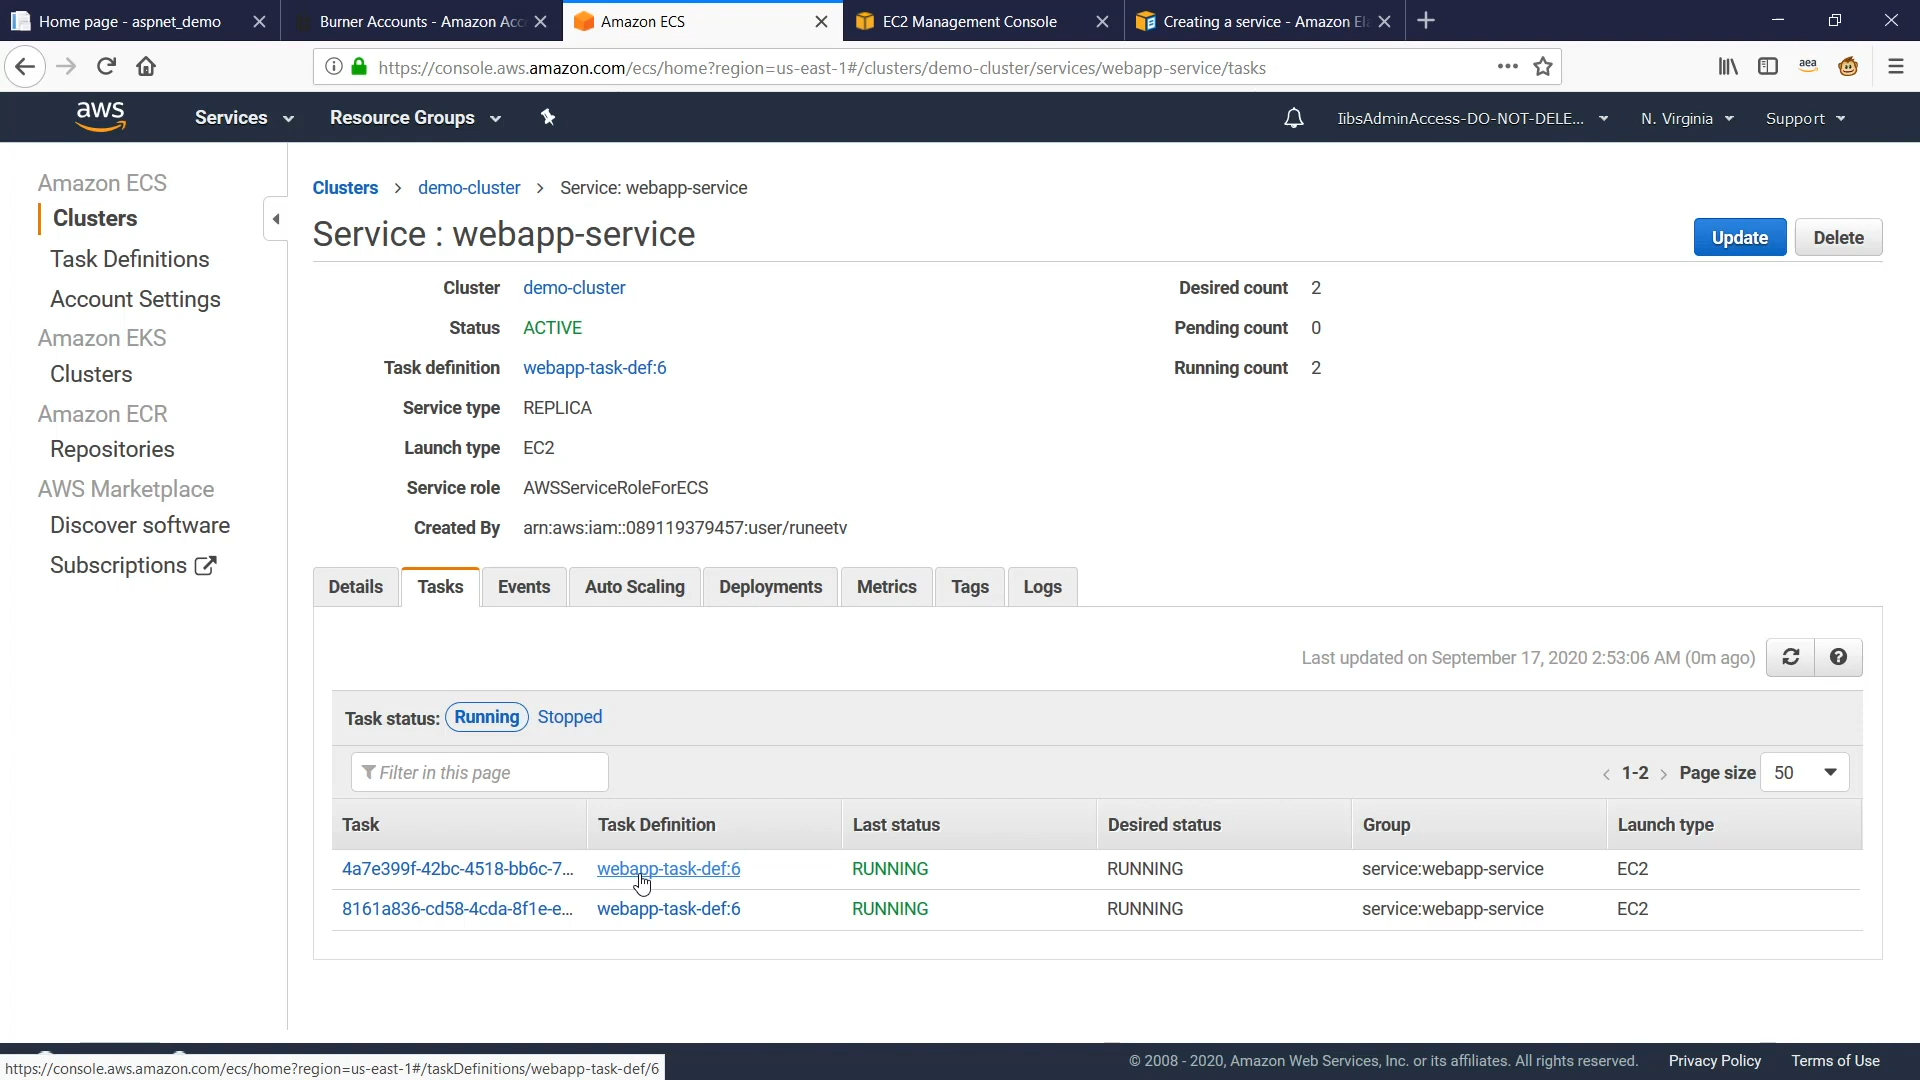 Home page - aspnet_demo
Burner Accounts - Amazon Acc
Amazon ECS
EC2 Management Console
Creating a service - Amazon Ela
https://console.aws.amazon.com/ecs/home?region=us-east-1#/clusters/demo-cluster/services/webapp-service/tasks
aea
aws
Services
Resource Groups
IibsAdminAccess-DO-NOT-DELE...
N. Virginia
Support
Amazon ECS
Clusters
Task Definitions
Account Settings
Amazon EKS
Clusters
Amazon ECR
Repositories
AWS Marketplace
Discover software
Subscriptions
Clusters > demo-cluster > Service: webapp-service
Service : webapp-service
Update
Delete
Cluster demo-cluster
Status ACTIVE
Task definition webapp-task-def:6
Service type REPLICA
Launch type EC2
Service role AWSServiceRoleForECS
Created By arn:aws:iam::089119379457:user/runeetv
Desired count 2
Pending count 0
Running count 2
Details
Tasks
Events
Auto Scaling
Deployments
Metrics
Tags
Logs
Last updated on September 17, 2020 2:53:06 AM (0m ago)
Task status: Running Stopped
Filter in this page
< 1-2 > Page size 50
Task Task Definition Last status Desired status Group Launch type
4a7e399f-42bc-4518-bb6c-7... webapp-task-def:6 RUNNING RUNNING service:webapp-service EC2
8161a836-cd58-4cda-8f1e-e... webapp-task-def:6 RUNNING RUNNING service:webapp-service EC2
© 2008 - 2020, Amazon Web Services, Inc. or its affiliates. All rights reserved. Privacy Policy Terms of Use
https://console.aws.amazon.com/ecs/home?region=us-east-1#/taskDefinitions/webapp-task-def/6